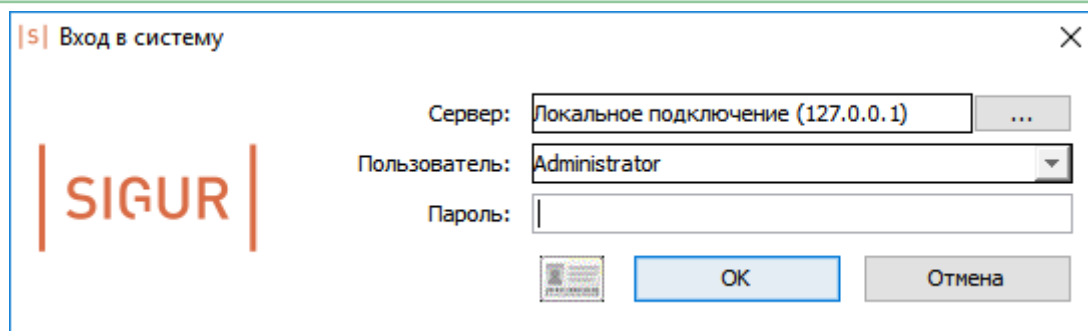 |S| Вход в систему
Сервер: Локальное подключение (127.0.0.1) ...
Пользователь: Administrator
SIGUR
Пароль:
OK Отмена